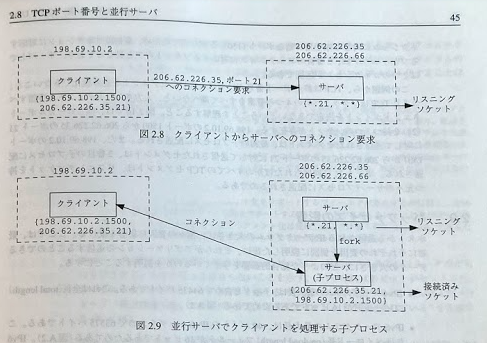 2.8 TCPポート番号と並行サーバ 45
198.69.10.2
206.62.226.35
206.62.226.66
クライアント
206.62.226.35,ポート21
へのコネクション要求
サーバ
{198.69.10.2.1500,
206.62.226.35.21}
{*.21, *.*}
リスニング
ソケット
図2.8 クライアントからサーバへのコネクション要求
198.69.10.2
206.62.226.35
206.62.226.66
クライアント
{198.69.10.2.1500,
206.62.226.35.21}
コネクション
サーバ
{*.21, *.*}
リスニング
ソケット
fork
サーバ
(子プロセス)
{206.62.226.35.21,
198.69.10.2.1500}
接続済み
ソケット
図2.9 並行サーバでクライアントを処理する子プロセス